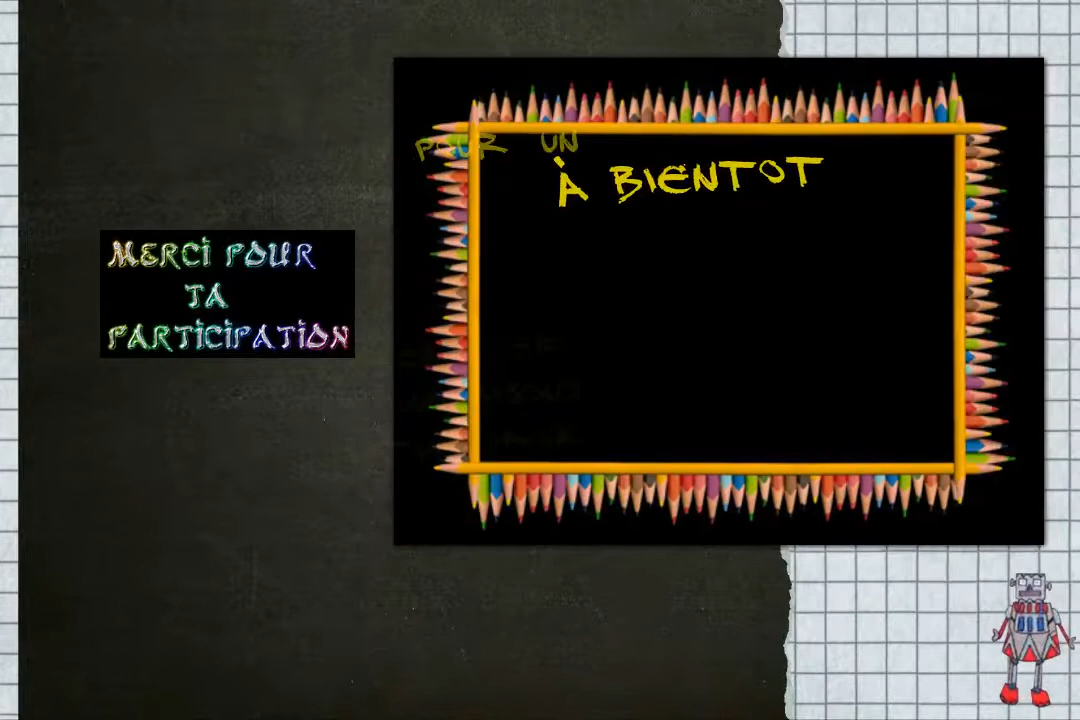 MERCI POUR
TA
PARTICIPATION
POUR UN
À BIENTOT